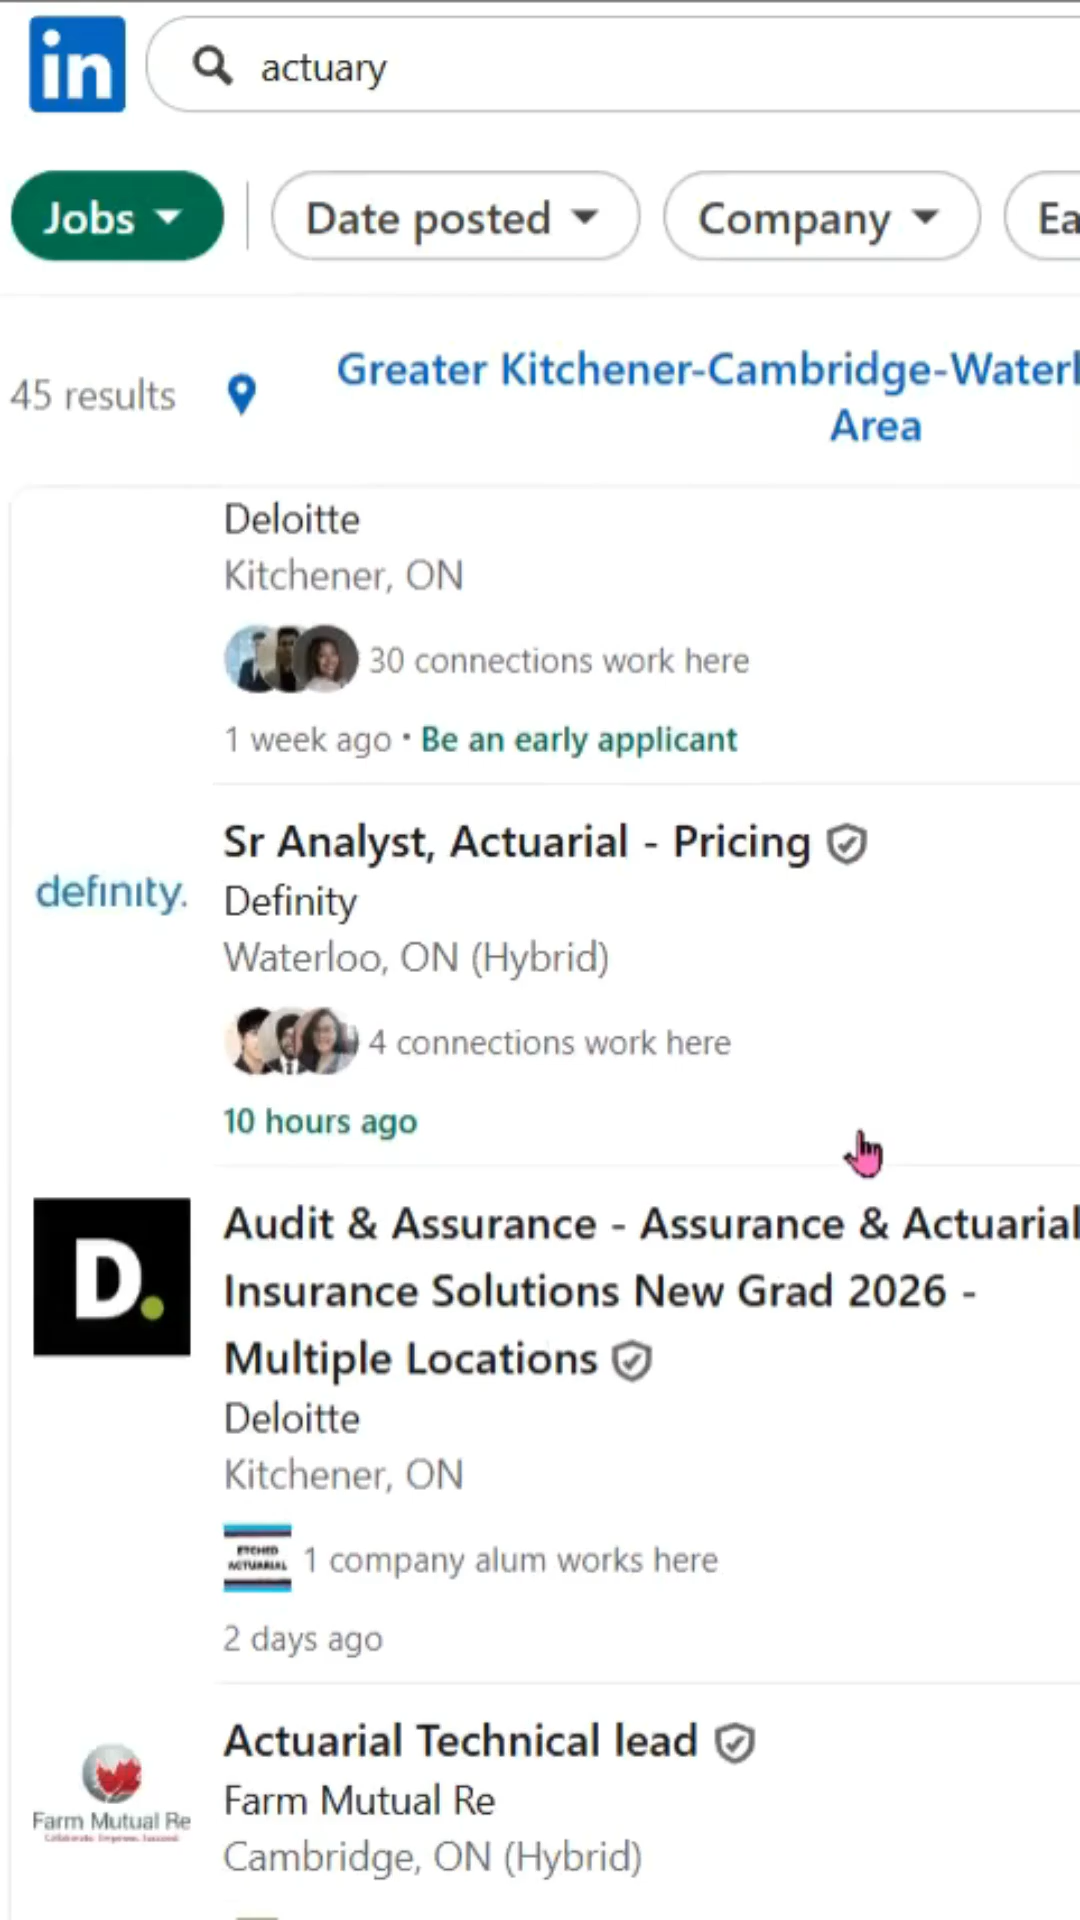 in
actuary
Jobs
Date posted
Company
Ea
45 results
Greater Kitchener-Cambridge-Waterl
Area
Deloitte
Kitchener, ON
30 connections work here
1 week ago • Be an early applicant
Sr Analyst, Actuarial - Pricing
definity.
Definity
Waterloo, ON (Hybrid)
4 connections work here
10 hours ago
D.
Audit & Assurance - Assurance & Actuarial
Insurance Solutions New Grad 2026 -
Multiple Locations
Deloitte
Kitchener, ON
ETCHED
ACTUARIAL
1 company alum works here
2 days ago
Actuarial Technical lead
Farm Mutual Re
Farm Mutual Re
Cambridge, ON (Hybrid)